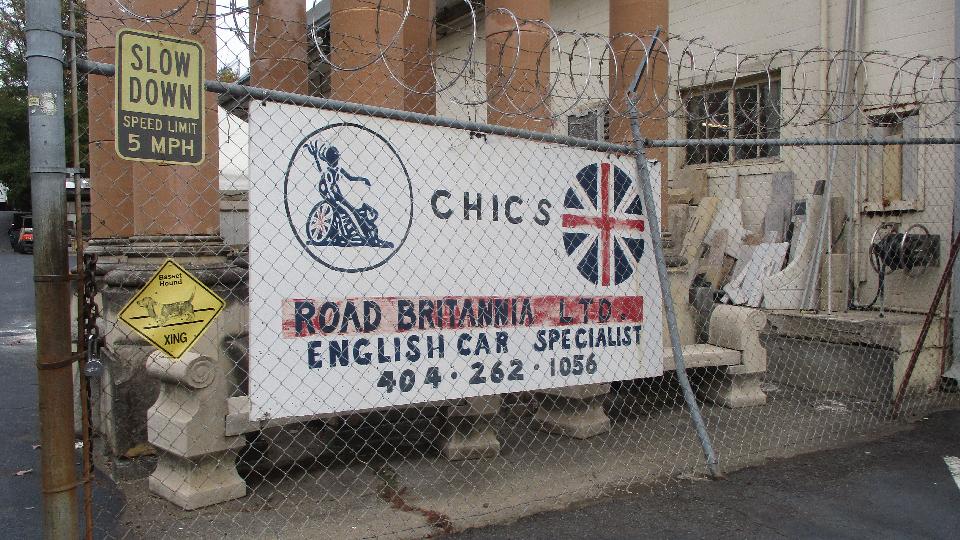 SLOW
DOWN
SPEED LIMIT
5 MPH
Basset
Hound
XING
CHIC'S
ROAD BRITANNIA LTD.
ENGLISH CAR SPECIALIST
404·262·1056